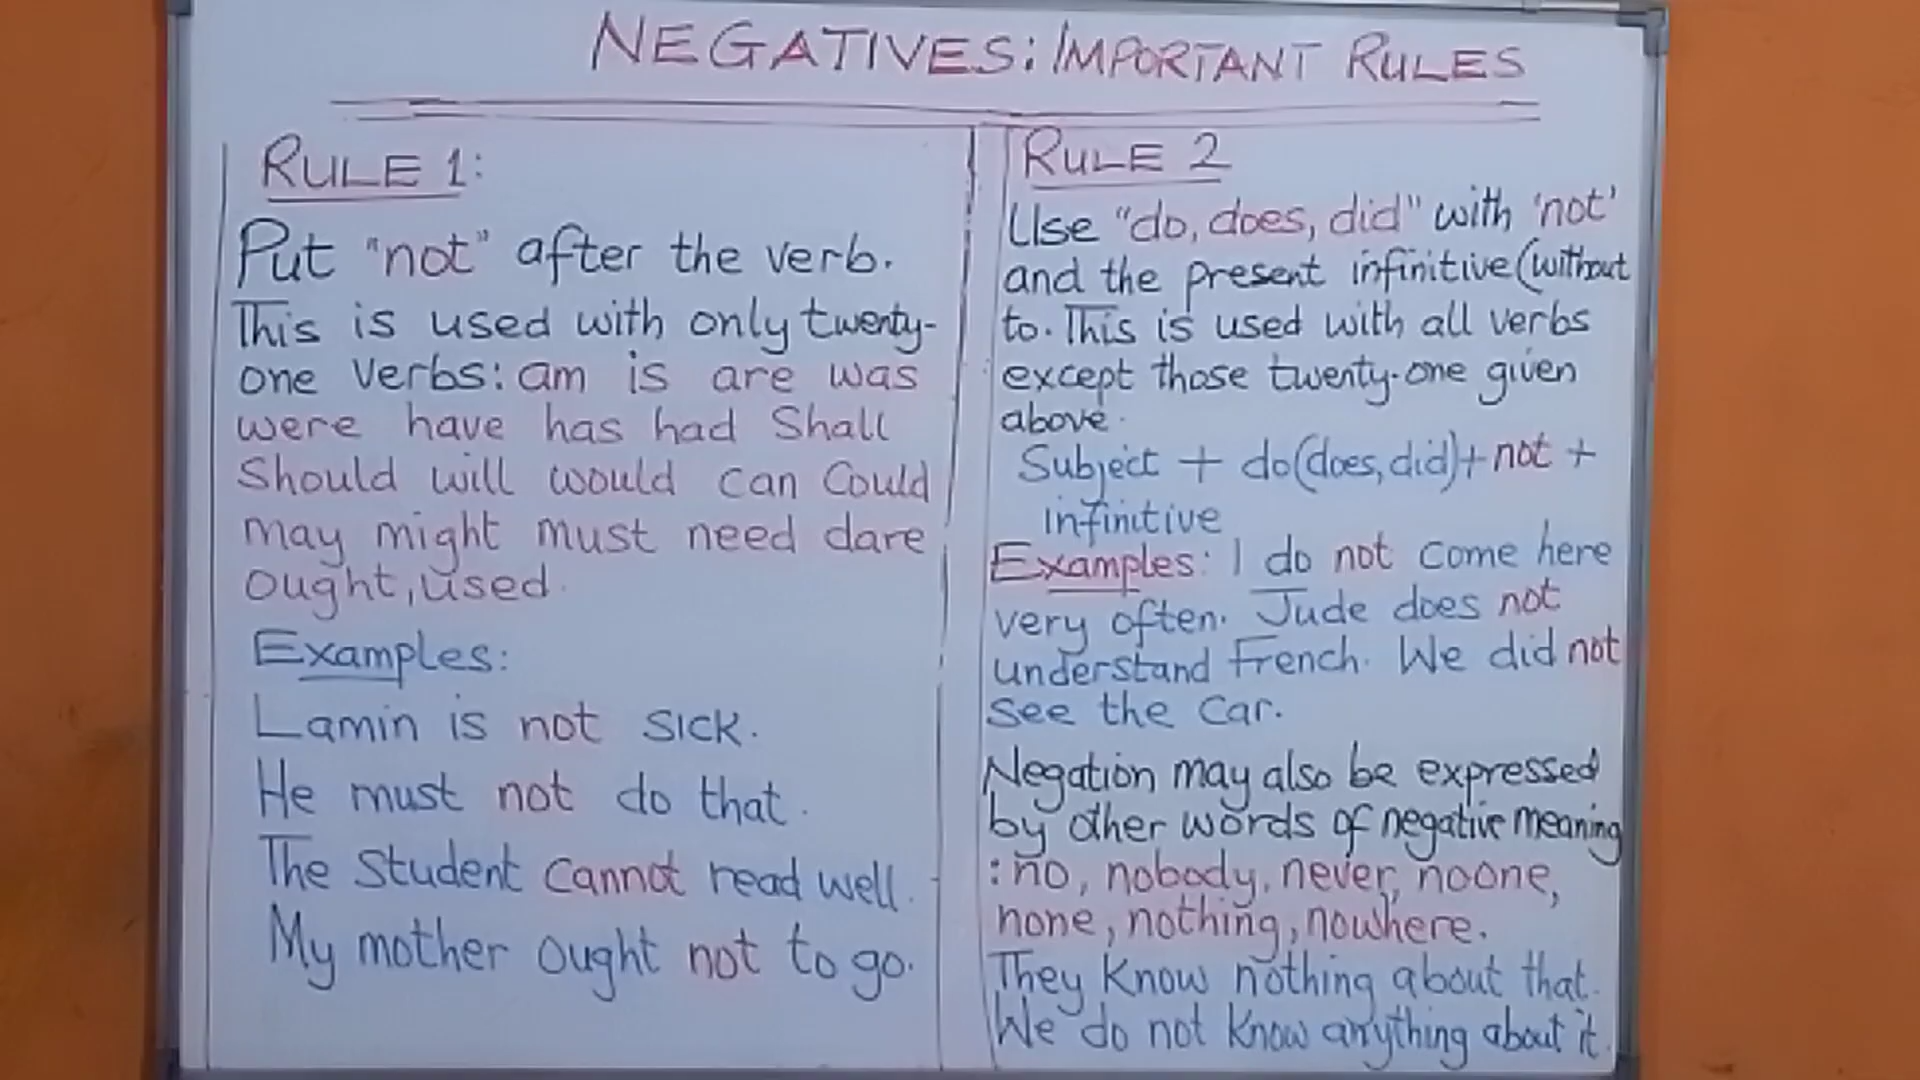 NEGATIVES: IMPORTANT RULES
RULE 1:
Put "not" after the verb.
This is used with only twenty-
one verbs: am is are was
were have has had Shall
Should will would can Could
may might must need dare
ought, used.
Examples:
Lamin is not sick.
He must not do that.
The Student cannot read well.
My mother ought not to go.
RULE 2
Use "do, does, did" with 'not'
and the present infinitive (without
to. This is used with all verbs
except those twenty-one given
above.
Subject + do (does, did) + not +
infinitive
Examples: I do not come here
very often. Jude does not
understand French. We did not
see the car.
Negation may also be expressed
by other words of negative meaning
: no, nobody, never, noone,
none, nothing, nowhere.
They know nothing about that.
We do not know anything about it.